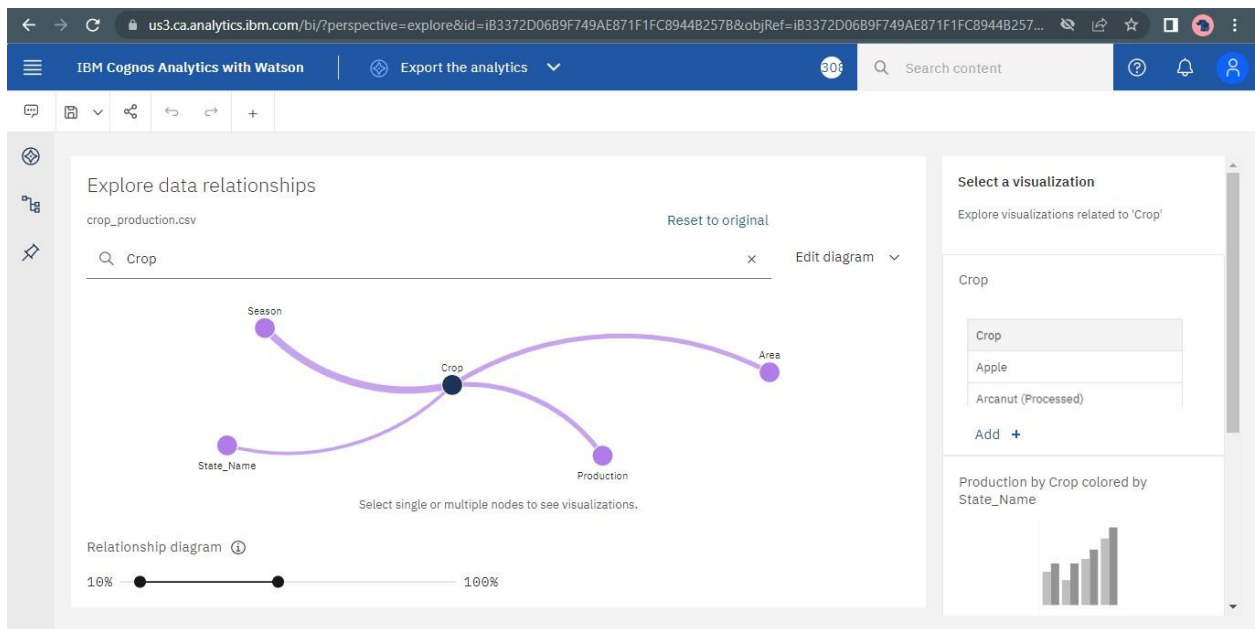 us3.ca.analytics.ibm.com/bi/?perspective=explore&id=iB3372D06B9F749AE871F1FC8944B257B&objRef=iB3372D06B9F749AE871F1FC8944B257...
IBM Cognos Analytics with Watson
Export the analytics
Search content
Explore data relationships
crop_production.csv
Reset to original
Crop
Edit diagram
Season
Crop
Area
State_Name
Production
Select single or multiple nodes to see visualizations.
Relationship diagram
10%
100%
Select a visualization
Explore visualizations related to 'Crop'
Crop
Crop
Apple
Arcanut (Processed)
Add +
Production by Crop colored by
State_Name